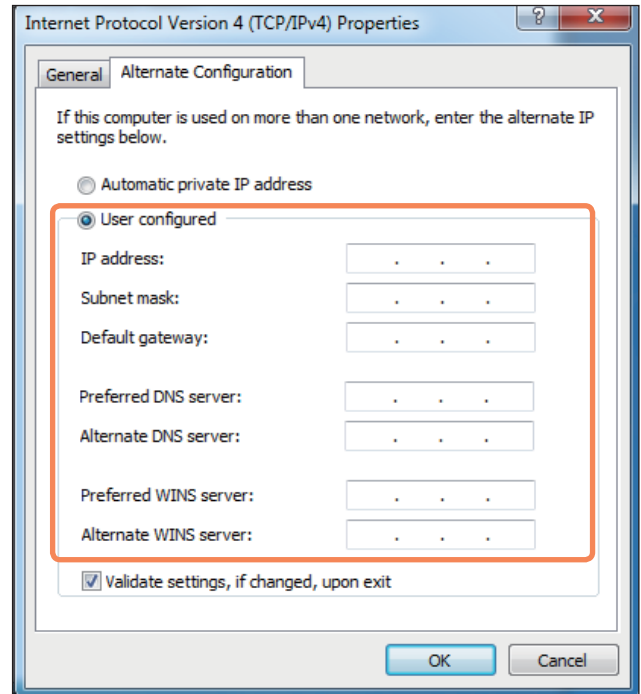 Internet Protocol Version 4 (TCP/IPv4) Properties
General
Alternate Configuration
If this computer is used on more than one network, enter the alternate IP
settings below.
Automatic private IP address
User configured
IP address:
Subnet mask:
Default gateway:
Preferred DNS server:
Alternate DNS server:
Preferred WINS server:
Alternate WINS server:
Validate settings, if changed, upon exit
OK
Cancel